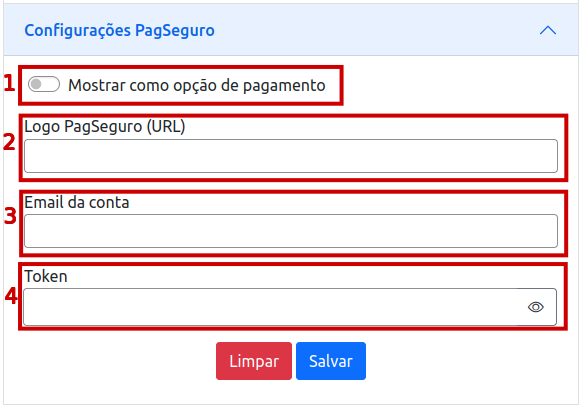 Configurações PagSeguro
1 Mostrar como opção de pagamento
Logo PagSeguro (URL)
2
Email da conta
3
Token
4
Limpar Salvar